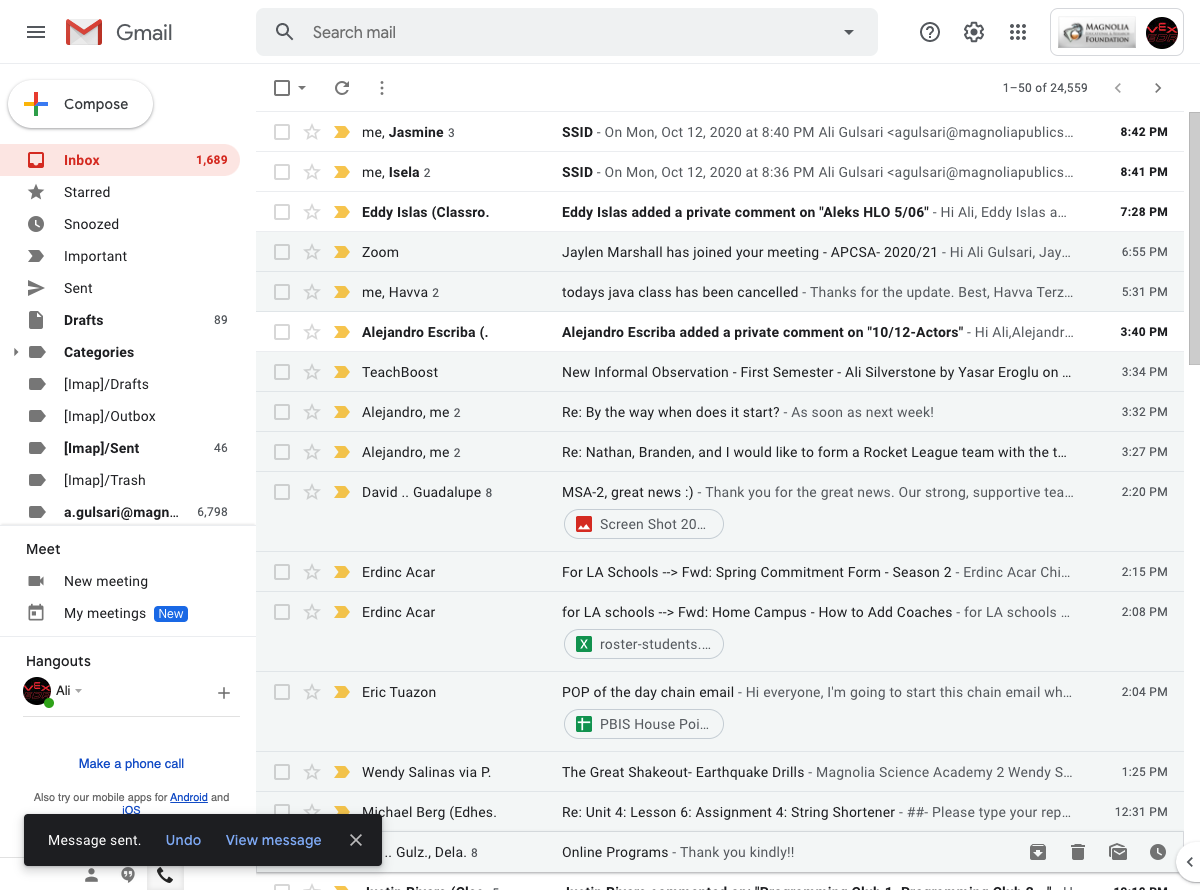 Gmail
Search mail
MAGNOLIA
FOUNDATION
VEX
Compose
1–50 of 24,559
Inbox 1,689
Starred
Snoozed
Important
Sent
Drafts 89
Categories
[Imap]/Drafts
[Imap]/Outbox
[Imap]/Sent 46
[Imap]/Trash
a.gulsari@magn... 6,798
Meet
New meeting
My meetings New
Hangouts
Ali
Make a phone call
Also try our mobile apps for Android and
iOS
me, Jasmine 3 SSID - On Mon, Oct 12, 2020 at 8:40 PM Ali Gulsari <agulsari@magnoliapublics... 8:42 PM
me, Isela 2 SSID - On Mon, Oct 12, 2020 at 8:36 PM Ali Gulsari <agulsari@magnoliapublics... 8:41 PM
Eddy Islas (Classro. Eddy Islas added a private comment on "Aleks HLO 5/06" - Hi Ali, Eddy Islas a... 7:28 PM
Zoom Jaylen Marshall has joined your meeting - APCSA- 2020/21 - Hi Ali Gulsari, Jay... 6:55 PM
me, Havva 2 todays java class has been cancelled - Thanks for the update. Best, Havva Terz... 5:31 PM
Alejandro Escriba (. Alejandro Escriba added a private comment on "10/12-Actors" - Hi Ali,Alejandr... 3:40 PM
TeachBoost New Informal Observation - First Semester - Ali Silverstone by Yasar Eroglu on ... 3:34 PM
Alejandro, me 2 Re: By the way when does it start? - As soon as next week! 3:32 PM
Alejandro, me 2 Re: Nathan, Branden, and I would like to form a Rocket League team with the t... 3:27 PM
David .. Guadalupe 8 MSA-2, great news :) - Thank you for the great news. Our strong, supportive tea... 2:20 PM
Screen Shot 20...
Erdinc Acar For LA Schools --> Fwd: Spring Commitment Form - Season 2 - Erdinc Acar Chi... 2:15 PM
Erdinc Acar for LA schools --> Fwd: Home Campus - How to Add Coaches - for LA schools ... 2:08 PM
X roster-students....
Eric Tuazon POP of the day chain email - Hi everyone, I'm going to start this chain email wh... 2:04 PM
PBIS House Poi...
Wendy Salinas via P. The Great Shakeout- Earthquake Drills - Magnolia Science Academy 2 Wendy S... 1:25 PM
Michael Berg (Edhes. Re: Unit 4: Lesson 6: Assignment 4: String Shortener - ##- Please type your rep... 12:31 PM
.. Gulz., Dela. 8 Online Programs - Thank you kindly!!
Message sent. Undo View message